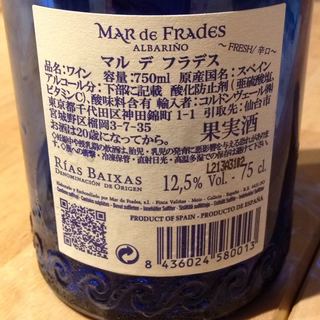 MAR DE FRADES
ALBARIÑO
~ FRESH/ 辛口 ~
マル デ フラデス
品名:ワイン 容量:750ml 原産国名:スペイン
アルコール分:下部に記載 酸化防止剤(亜硫酸塩,
ビタミンC)、酸味料含有 輸入者:コルドンヴェール㈱
東京都千代田区神田錦町 1-1 引取先:仙台市
宮城野区榴岡3-7-35
お酒は20歳になってから。
果実酒
L213A3102
RÍAS BAIXAS
DENOMINACIÓN DE ORIGEN
12,5% Vol. - 75 cl.
PRODUCT OF SPAIN - PRODUCTO DE ESPAÑA
8 436024 580013